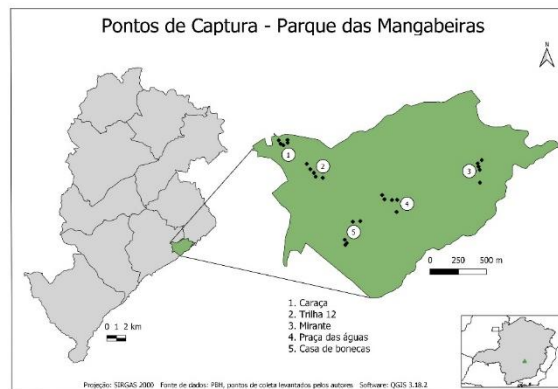 Pontos de Captura - Parque das Mangabeiras
N
1
2
3
4
5
0 250 500 m
1. Caraça
2. Trilha 12
3. Mirante
4. Praça das águas
5. Casa de bonecas
0 1 2 km
Projeção: SIRGAS 2000 Fonte de dados: PBH, pontos de coleta levantados pelos autores Software: QGIS 3.18.2